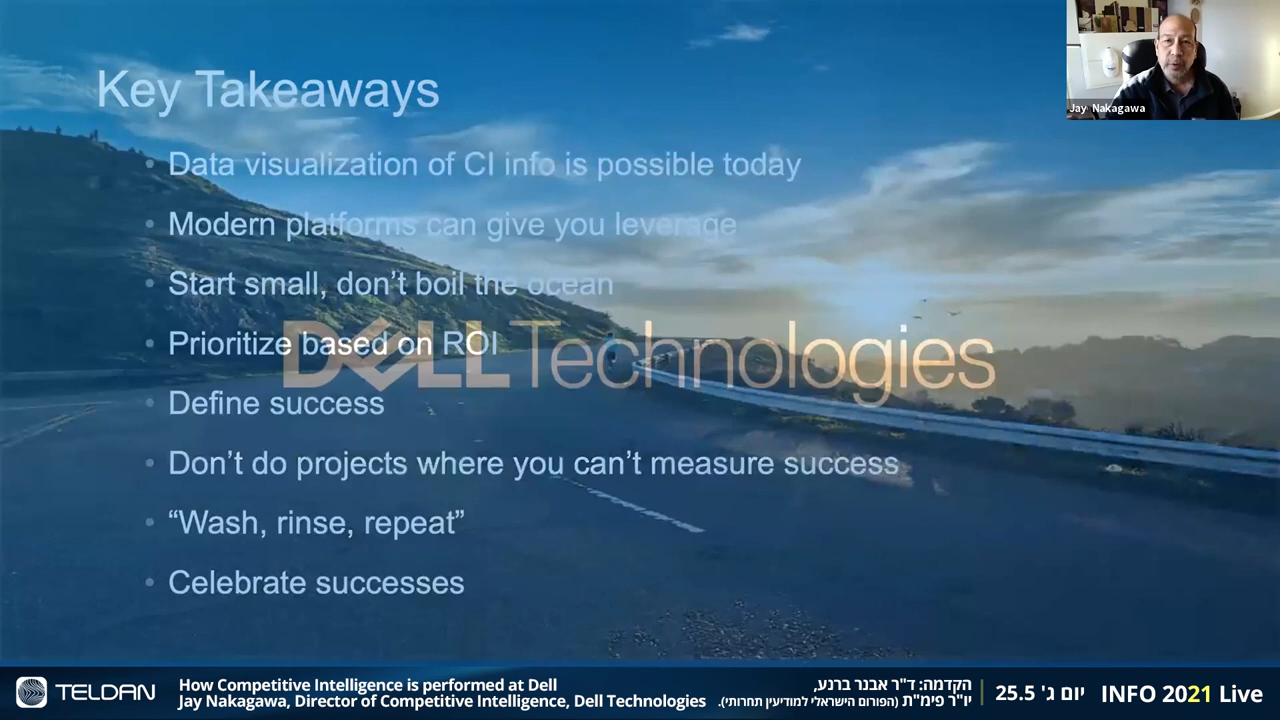 Key Takeaways
Jay Nakagawa
• Data visualization of CI info is possible today
• Modern platforms can give you leverage
• Start small, don’t boil the ocean
• Prioritize based on ROI
DELL Technologies
• Define success
• Don’t do projects where you can’t measure success
• “Wash, rinse, repeat”
• Celebrate successes
TELDAN
How Competitive Intelligence is performed at Dell
Jay Nakagawa, Director of Competitive Intelligence, Dell Technologies
הקדמה: ד"ר אבנר ברנע,
יו"ר פימ"ת (הפורום הישראלי למודיעין תחרותי).
יום ג' 25.5
INFO 2021 Live